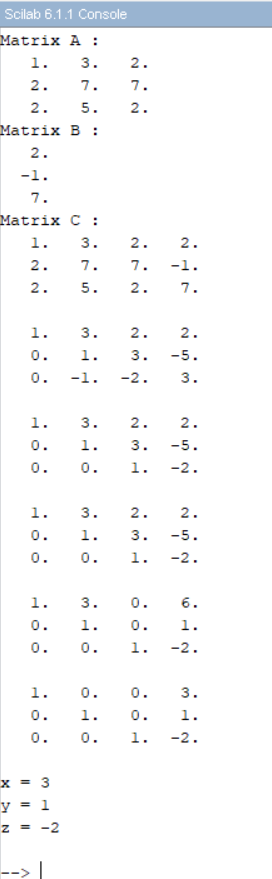 Scilab 6.1.1 Console
Matrix A :
1. 3. 2.
2. 7. 7.
2. 5. 2.
Matrix B :
2.
-1.
7.
Matrix C :
1. 3. 2. 2.
2. 7. 7. -1.
2. 5. 2. 7.
1. 3. 2. 2.
0. 1. 3. -5.
0. -1. -2. 3.
1. 3. 2. 2.
0. 1. 3. -5.
0. 0. 1. -2.
1. 3. 2. 2.
0. 1. 3. -5.
0. 0. 1. -2.
1. 3. 0. 6.
0. 1. 0. 1.
0. 0. 1. -2.
1. 0. 0. 3.
0. 1. 0. 1.
0. 0. 1. -2.
x = 3
y = 1
z = -2
-->